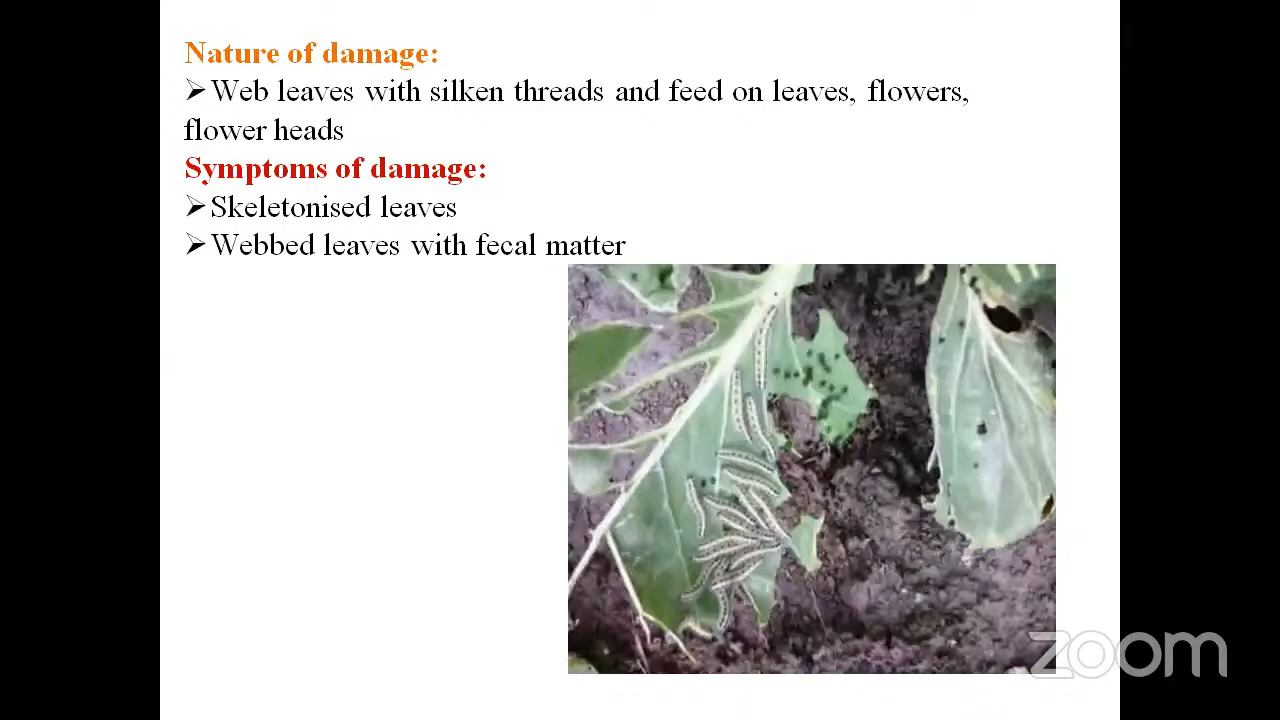 Nature of damage:
➢Web leaves with silken threads and feed on leaves, flowers,
flower heads
Symptoms of damage:
➢Skeletonised leaves
➢Webbed leaves with fecal matter
zoom